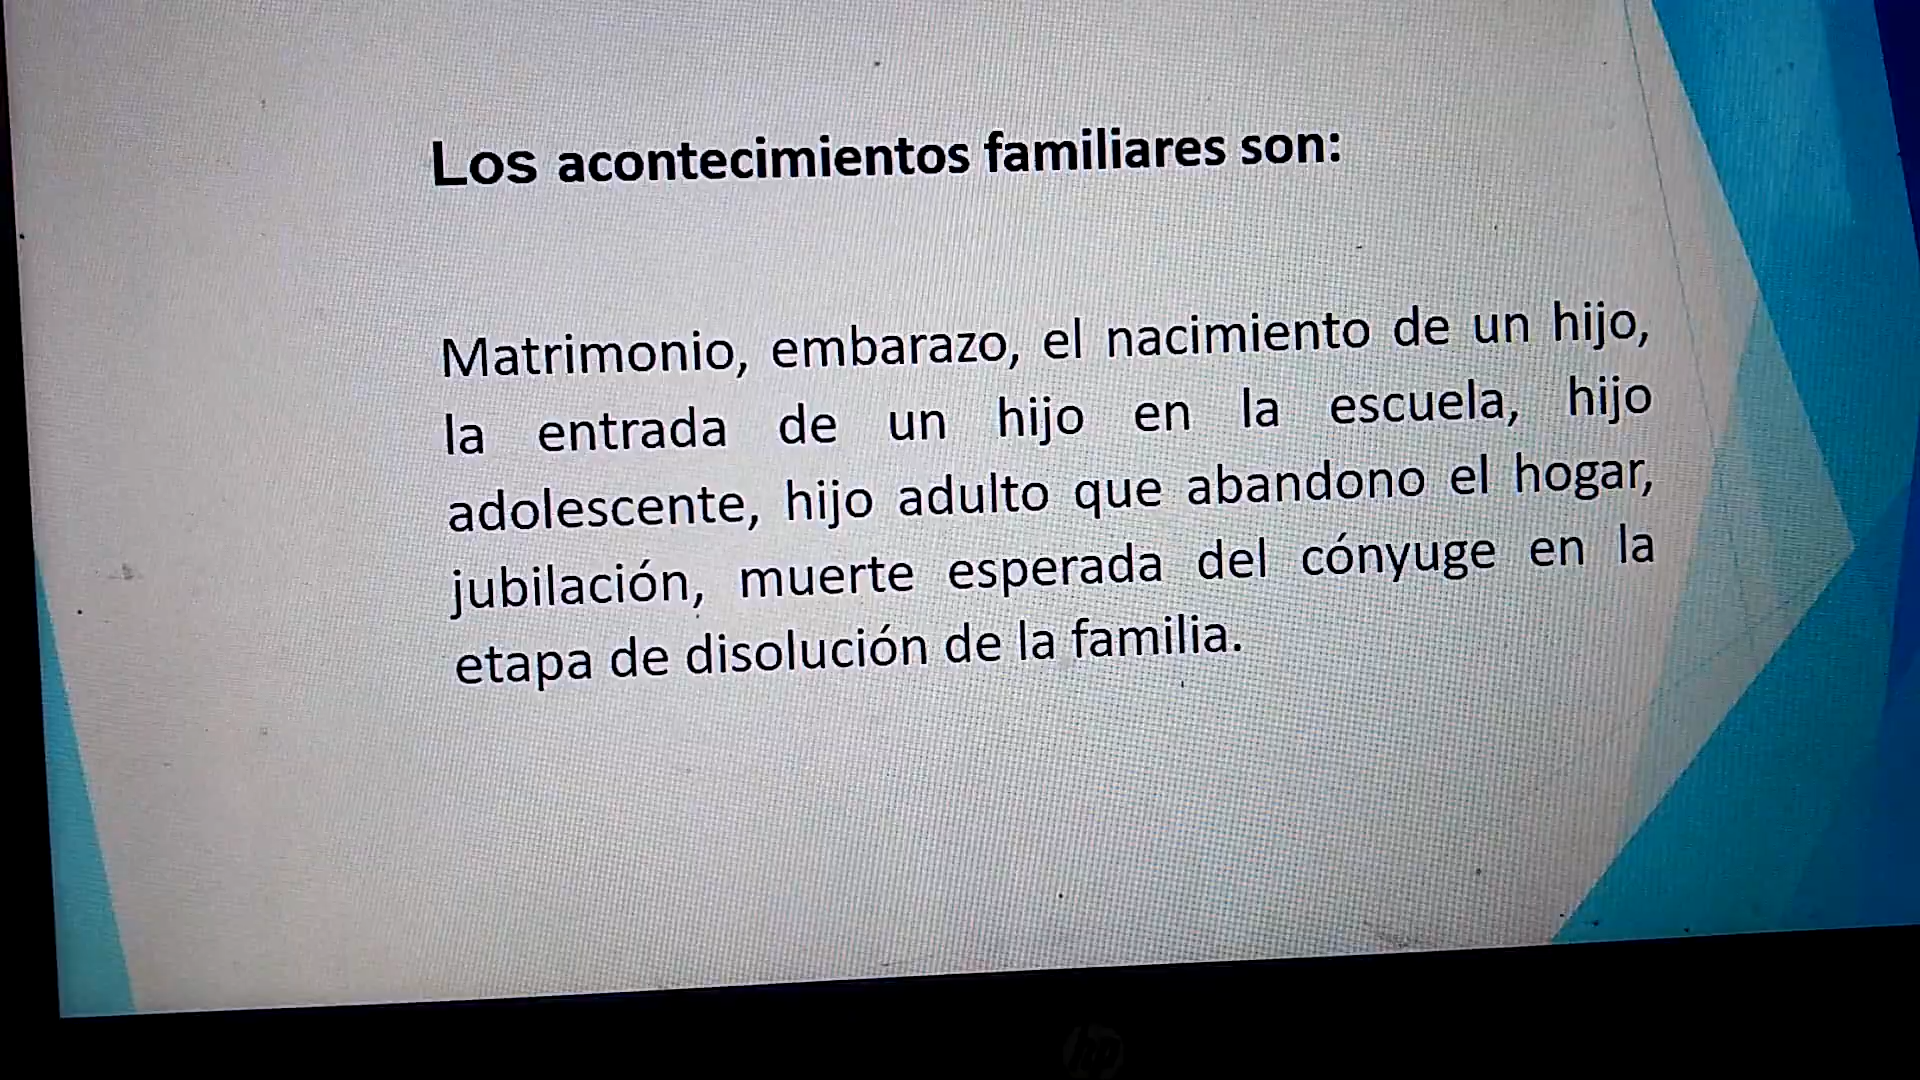 Los acontecimientos familiares son:
Matrimonio, embarazo, el nacimiento de un hijo,
la entrada de un hijo en la escuela, hijo
adolescente, hijo adulto que abandono el hogar,
jubilación, muerte esperada del cónyuge en la
etapa de disolución de la familia.
hp